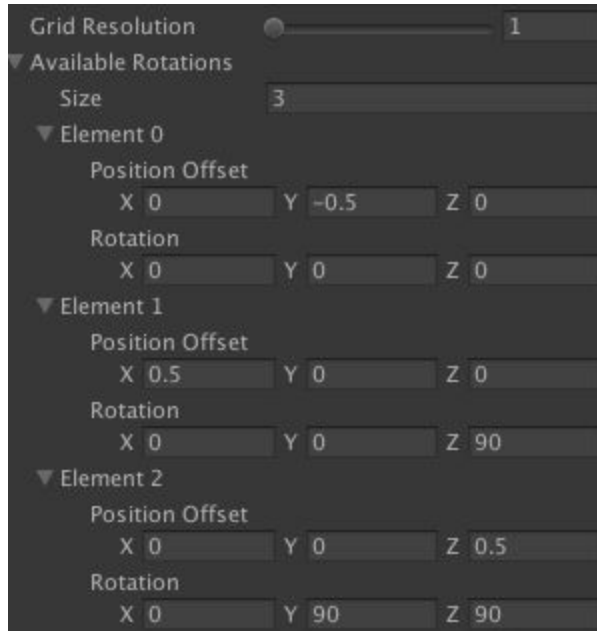 Grid Resolution 1
Available Rotations
Size 3
Element 0
Position Offset
X 0 Y -0.5 Z 0
Rotation
X 0 Y 0 Z 0
Element 1
Position Offset
X 0.5 Y 0 Z 0
Rotation
X 0 Y 0 Z 90
Element 2
Position Offset
X 0 Y 0 Z 0.5
Rotation
X 0 Y 90 Z 90